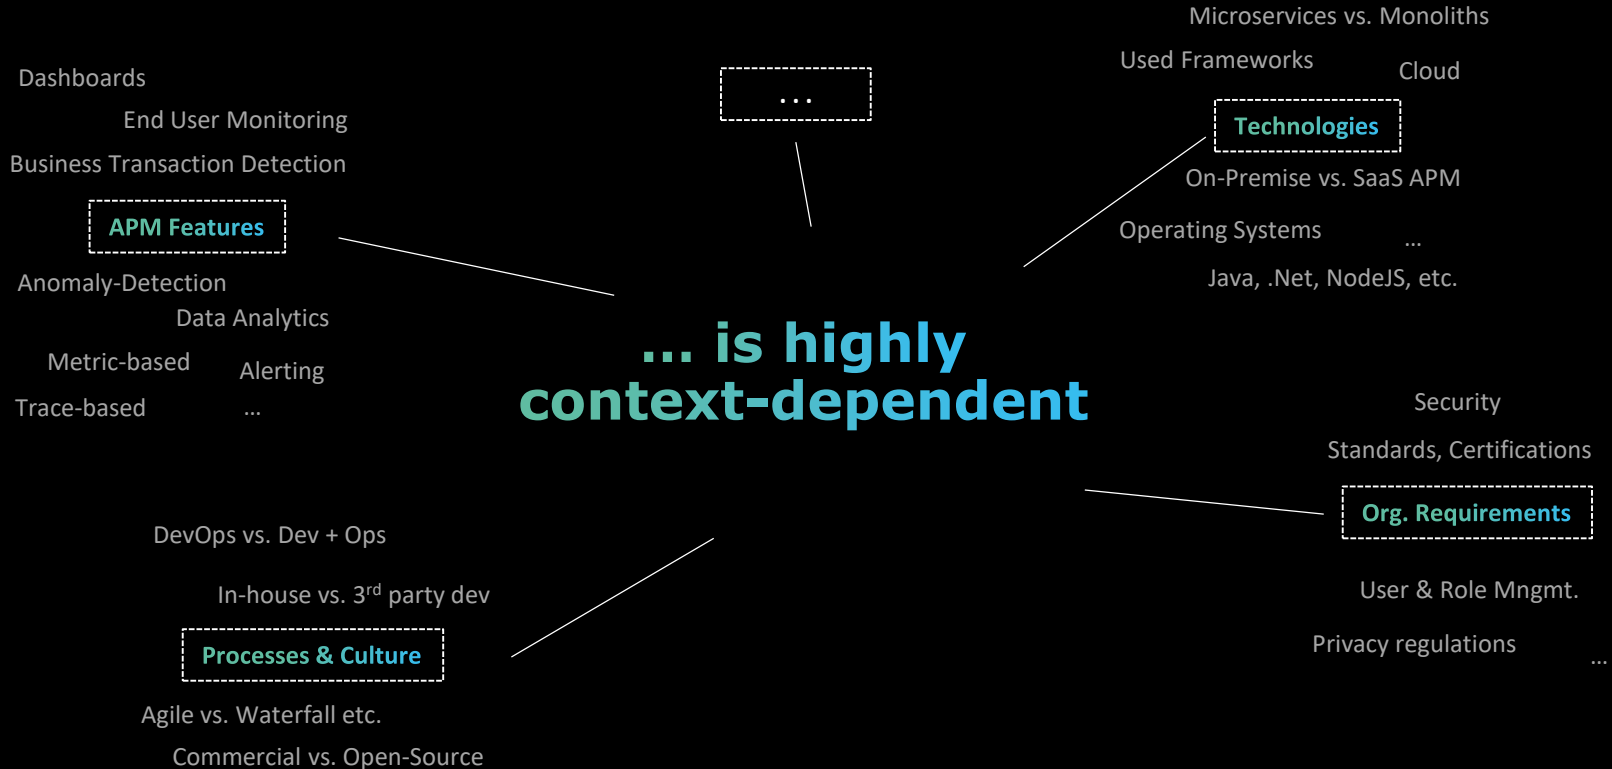 Dashboards
End User Monitoring
Business Transaction Detection
APM Features
Anomaly-Detection
Data Analytics
Metric-based
Alerting
Trace-based
...
...
Microservices vs. Monoliths
Used Frameworks
Cloud
Technologies
On-Premise vs. SaaS APM
Operating Systems
...
Java, .Net, NodeJS, etc.
... is highly
context-dependent
Security
Standards, Certifications
Org. Requirements
User & Role Mngmt.
Privacy regulations
...
DevOps vs. Dev + Ops
In-house vs. 3rd party dev
Processes & Culture
Agile vs. Waterfall etc.
Commercial vs. Open-Source